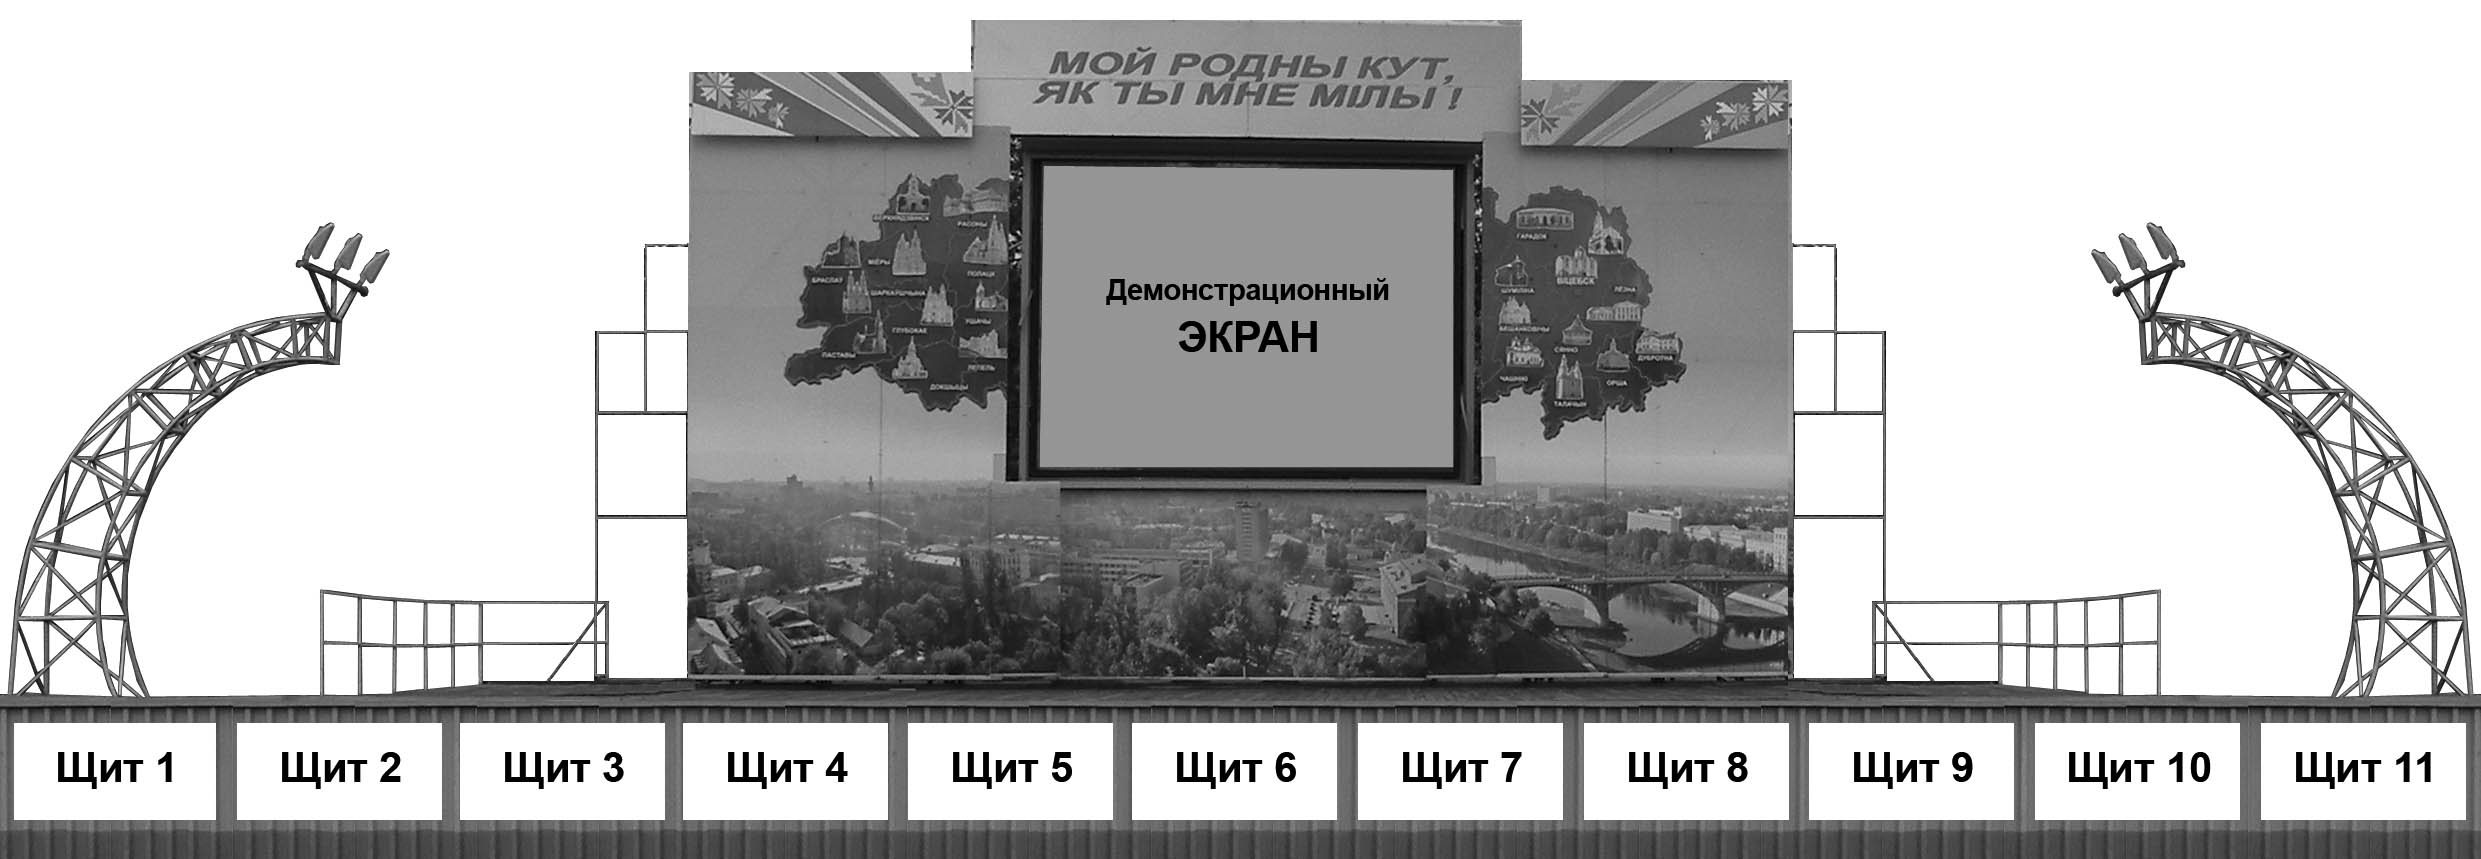 МОЙ РОДНЫ КУТ,
ЯК ТЫ МНЕ МІЛЫ !
ВЕРХНЯДЗВІНСК
РАСОНЫ
МЁРЫ
ПОЛАЦК
БРАСЛАЎ
ШАРКАЎШЧЫНА
ГЛУБОКАЕ
УШАЧЫ
ПАСТАВЫ
ЛЕПЕЛЬ
ДОКШЫЦЫ
Демонстрационный
ЭКРАН
ГАРАДОК
ВІЦЕБСК
ШУМІЛІНА
ЛЁЗНА
БЕШАНКОВІЧЫ
СЯННО
ДУБРОЎНА
ЧАШНІКІ
ОРША
ТАЛАЧЫН
Щит 1
Щит 2
Щит 3
Щит 4
Щит 5
Щит 6
Щит 7
Щит 8
Щит 9
Щит 10
Щит 11